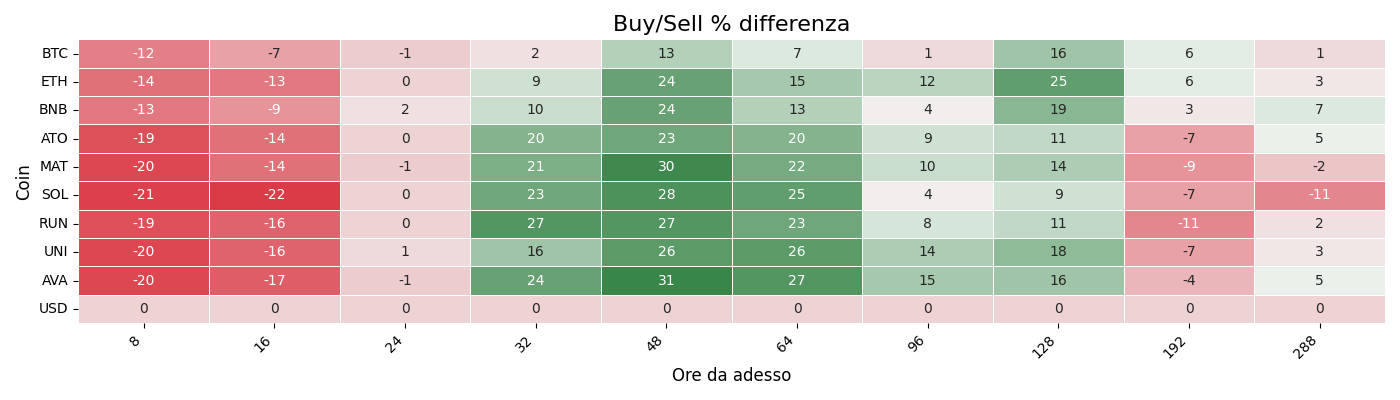 Buy/Sell % differenza
BTC -12 -7 -1 2 13 7 1 16 6 1
ETH -14 -13 0 9 24 15 12 25 6 3
BNB -13 -9 2 10 24 13 4 19 3 7
ATO -19 -14 0 20 23 20 9 11 -7 5
MAT -20 -14 -1 21 30 22 10 14 -9 -2
SOL -21 -22 0 23 28 25 4 9 -7 -11
RUN -19 -16 0 27 27 23 8 11 -11 2
UNI -20 -16 1 16 26 26 14 18 -7 3
AVA -20 -17 -1 24 31 27 15 16 -4 5
USD 0 0 0 0 0 0 0 0 0 0
Coin
8 16 24 32 48 64 96 128 192 288
Ore da adesso